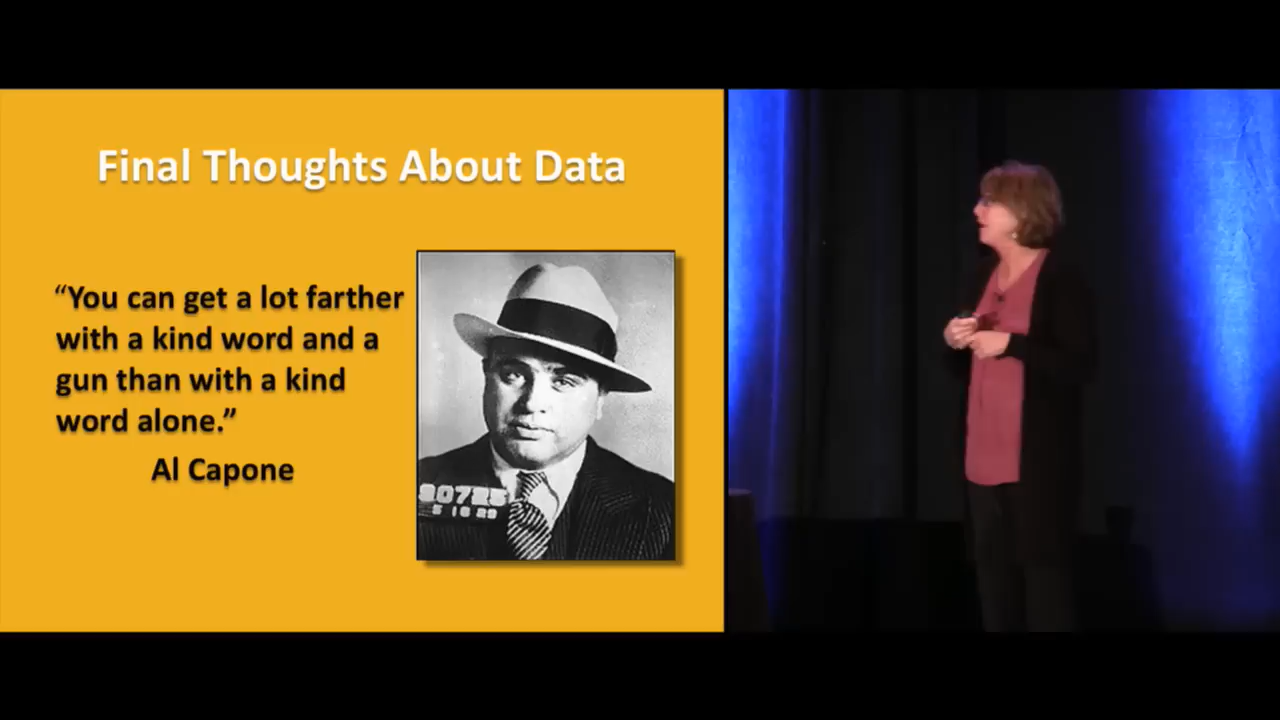 Final Thoughts About Data
“You can get a lot farther
with a kind word and a
gun than with a kind
word alone.”
Al Capone